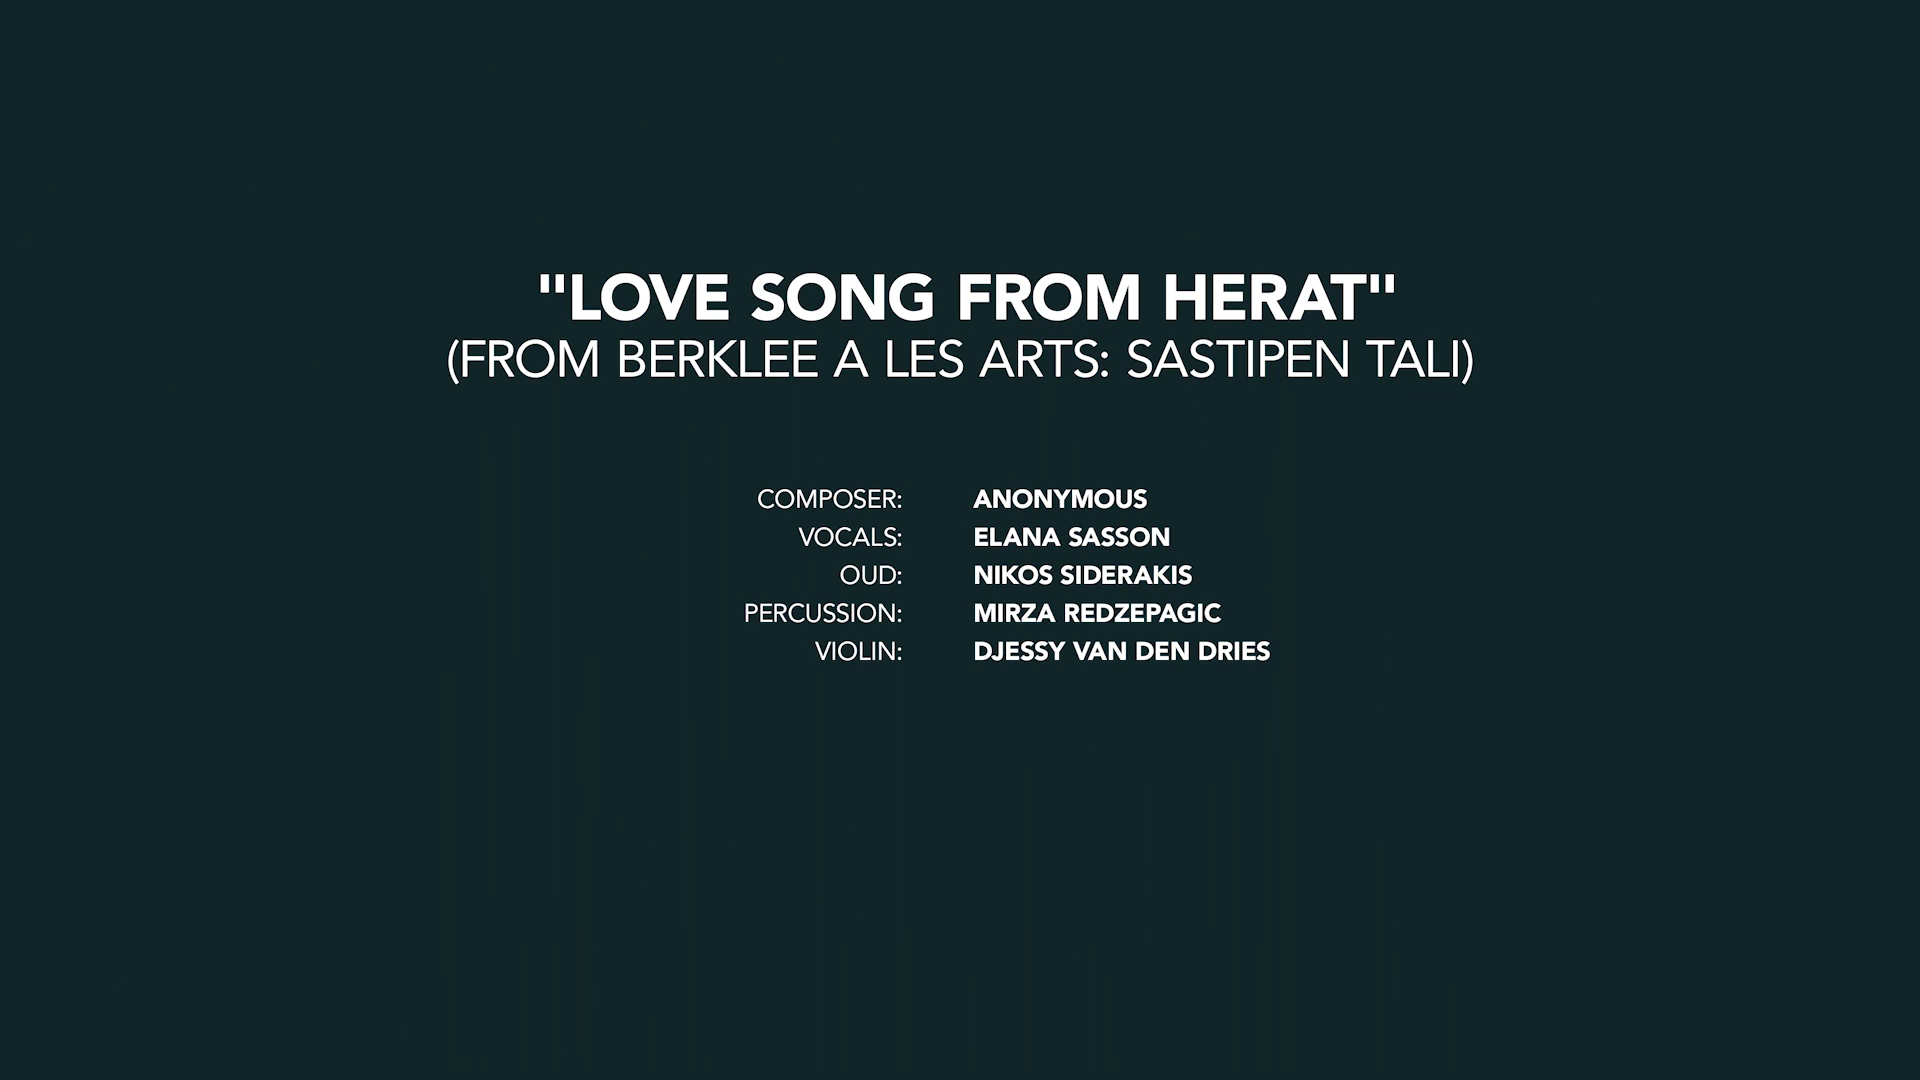 "LOVE SONG FROM HERAT"
(FROM BERKLEE A LES ARTS: SASTIPEN TALI)
COMPOSER: ANONYMOUS
VOCALS: ELANA SASSON
OUD: NIKOS SIDERAKIS
PERCUSSION: MIRZA REDZEPAGIC
VIOLIN: DJESSY VAN DEN DRIES